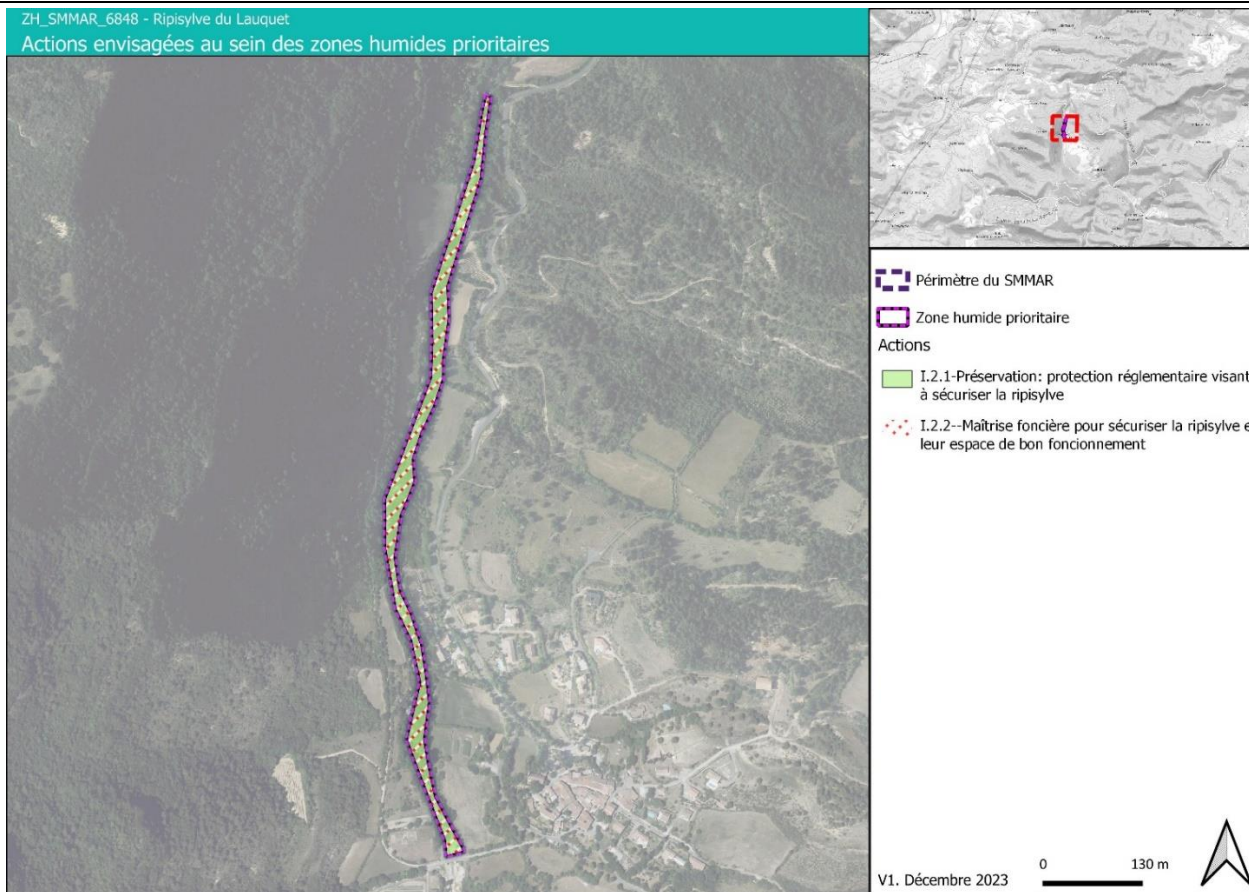 ZH_SMMAR_6848 - Ripisylve du Lauquet
Actions envisagées au sein des zones humides prioritaires
Périmètre du SMMAR
Zone humide prioritaire
Actions
I.2.1-Préservation: protection réglementaire visant
à sécuriser la ripisylve
I.2.2--Maîtrise foncière pour sécuriser la ripisylve e
leur espace de bon foncionnement
0 130 m
V1. Décembre 2023